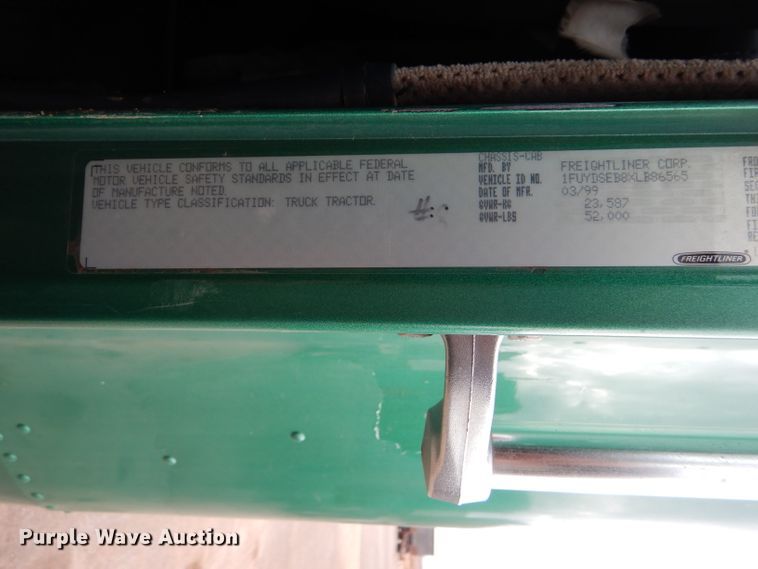 THIS VEHICLE CONFORMS TO ALL APPLICABLE FEDERAL
MOTOR VEHICLE SAFETY STANDARDS IN EFFECT AT DATE
OF MANUFACTURE NOTED.
VEHICLE TYPE CLASSIFICATION: TRUCK TRACTOR.
CHASSIS-CAB
MFD. BY FREIGHTLINER CORP.
VEHICLE ID NO. 1FUYDSEB8XLB86565
DATE OF MFR. 03/99
GVWR-KG 23,587
GVWR-LBS 52,000
FREIGHTLINER
Purple Wave Auction